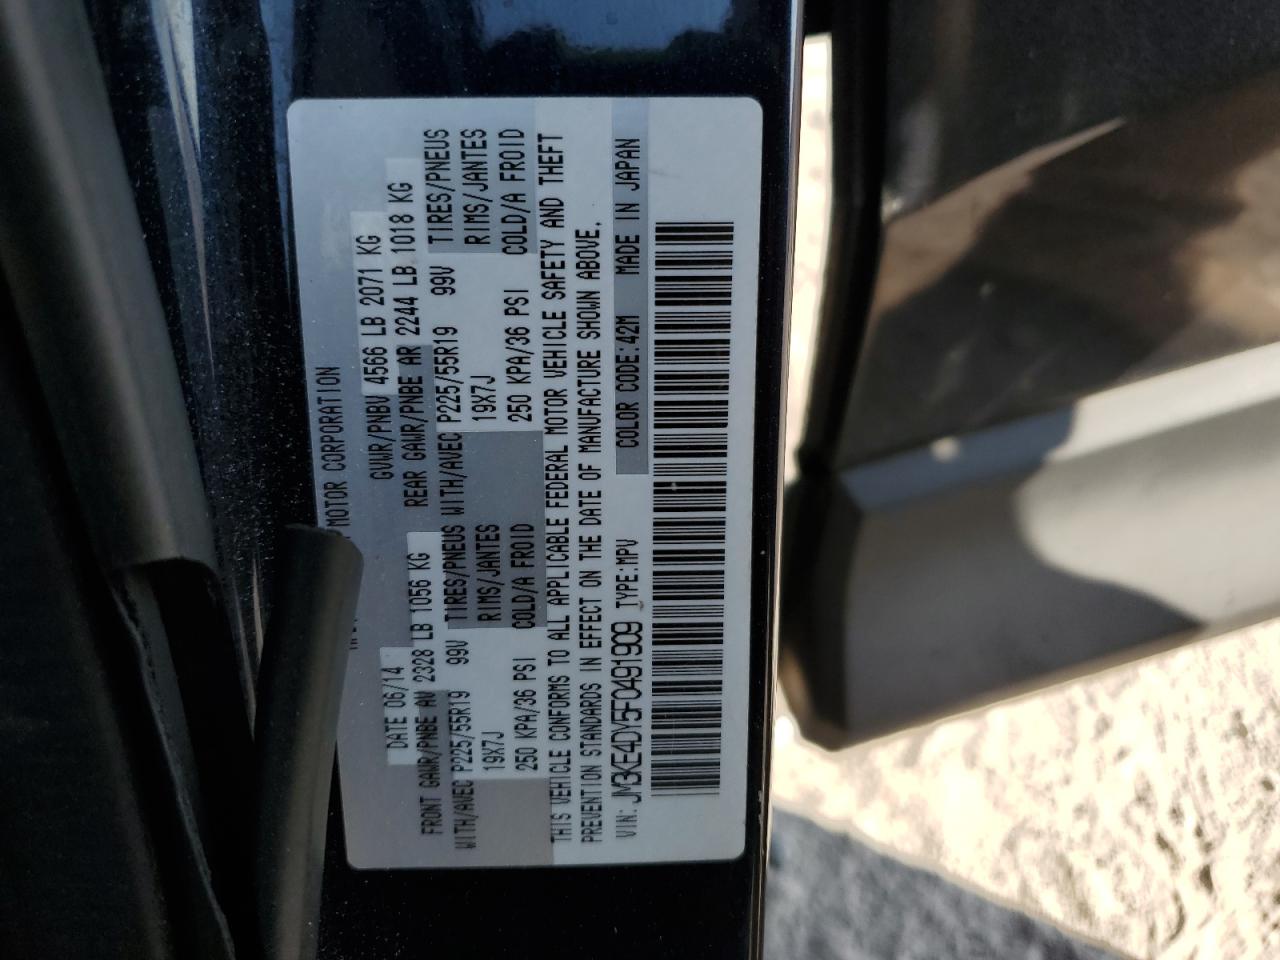 MOTOR CORPORATION
DATE 06/14 GVWR/PNBV 4566 LB 2071 KG
FRONT GAWR/PNBE AV 2328 LB 1056 KG REAR GAWR/PNBE AR 2244 LB 1018 KG
WITH/AVEC P225/55R19 99V TIRES/PNEUS WITH/AVEC P225/55R19 99V TIRES/PNEUS
19X7J RIMS/JANTES 19X7J RIMS/JANTES
250 KPA/36 PSI COLD/A FROID 250 KPA/36 PSI COLD/A FROID
THIS VEHICLE CONFORMS TO ALL APPLICABLE FEDERAL MOTOR VEHICLE SAFETY AND THEFT
PREVENTION STANDARDS IN EFFECT ON THE DATE OF MANUFACTURE SHOWN ABOVE.
VIN: JM3KE4DY5F0491909 TYPE:MPV COLOR CODE:42M MADE IN JAPAN